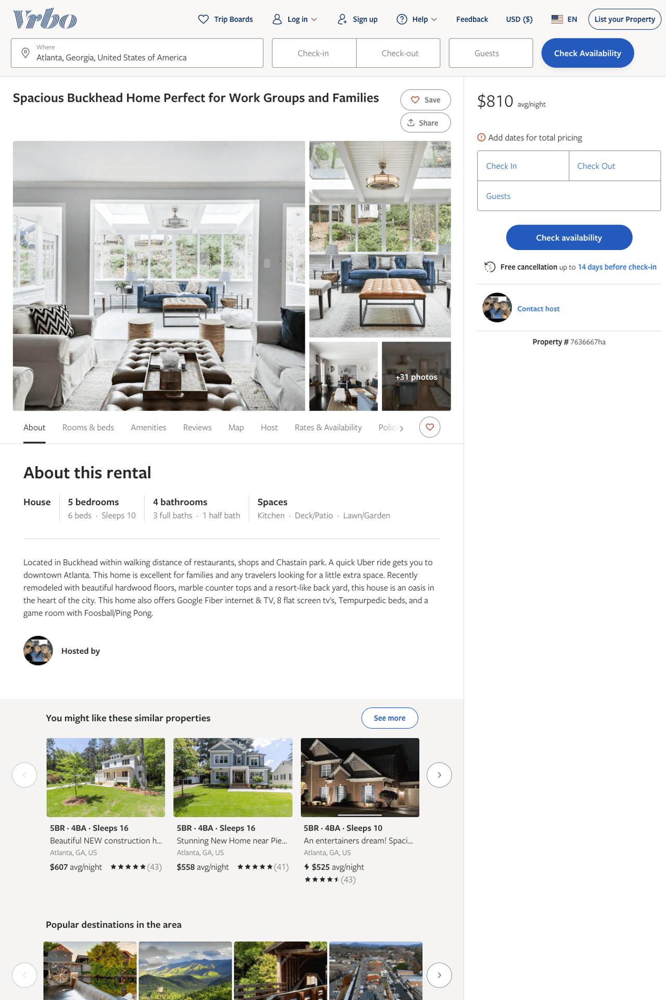 Vrbo
Trip Boards
Log in
Sign up
Help
Feedback
USD ($)
EN
List your Property
Where
Atlanta, Georgia, United States of America
Check-in
Check-out
Guests
Check Availability
Spacious Buckhead Home Perfect for Work Groups and Families
Save
Share
+31 photos
$810 avg/night
Add dates for total pricing
Check In
Check Out
Guests
Check availability
Free cancellation up to 14 days before check-in
Contact host
Property # 7636667ha
About
Rooms & beds
Amenities
Reviews
Map
Host
Rates & Availability
Polici
About this rental
House
5 bedrooms
6 beds · Sleeps 10
4 bathrooms
3 full baths · 1 half bath
Spaces
Kitchen · Deck/Patio · Lawn/Garden
Located in Buckhead within walking distance of restaurants, shops and Chastain park. A quick Uber ride gets you to
downtown Atlanta. This home is excellent for families and any travelers looking for a little extra space. Recently
remodeled with beautiful hardwood floors, marble counter tops and a resort-like back yard, this house is an oasis in
the heart of the city. This home also offers Google Fiber internet & TV, 8 flat screen tv's, Tempurpedic beds, and a
game room with Foosball/Ping Pong.
Hosted by
You might like these similar properties
See more
5BR · 4BA · Sleeps 16
Beautiful NEW construction h...
Atlanta, GA, US
$607 avg/night ★★★★★(43)
5BR · 4BA · Sleeps 16
Stunning New Home near Pie...
Atlanta, GA, US
$558 avg/night ★★★★★(41)
5BR · 4BA · Sleeps 10
An entertainers dream! Spaci...
Atlanta, GA, US
$525 avg/night
(43)
Popular destinations in the area